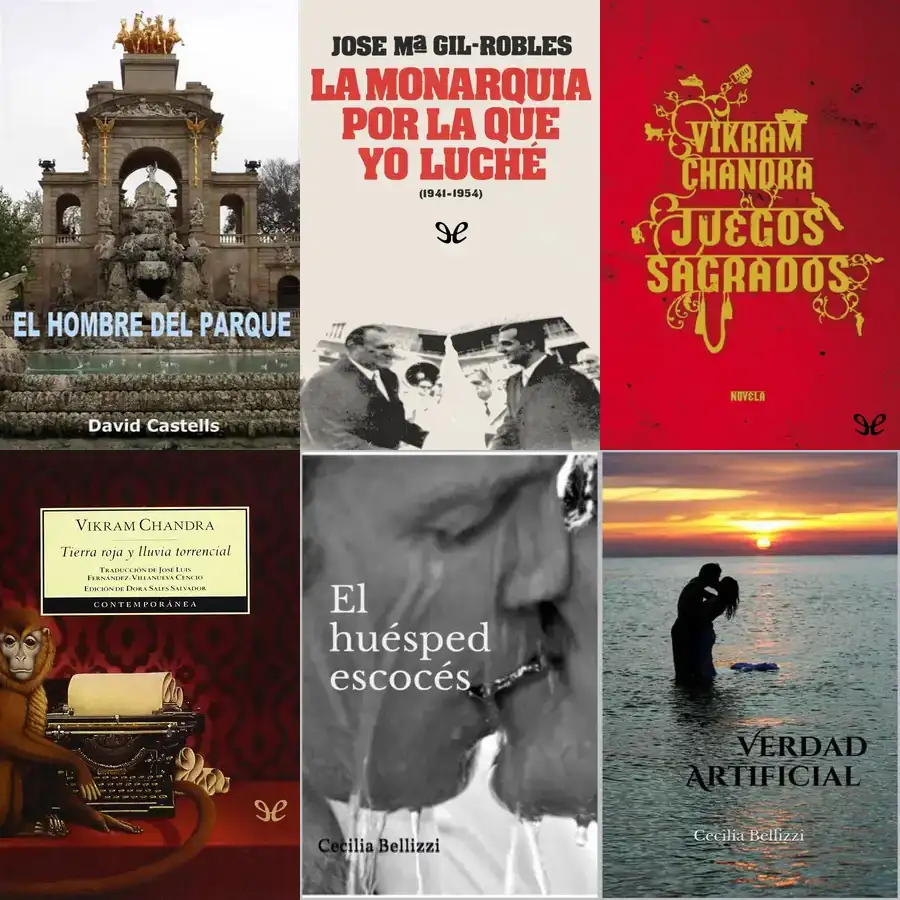 EL HOMBRE DEL PARQUE
David Castells
JOSE Mª GIL-ROBLES
LA MONARQUIA
POR LA QUE
YO LUCHÉ
(1941-1954)
VIKRAM
CHANDRA
JUEGOS
SAGRADOS
NOVELA
VIKRAM CHANDRA
Tierra roja y lluvia torrencial
TRADUCCIÓN DE JOSÉ LUIS
FERNÁNDEZ-VILLANUEVA CENCIO
EDICIÓN DE DORA SALES SALVADOR
CONTEMPORÁNEA
El
huésped
escocés
Cecilia Bellizzi
VERDAD
ARTIFICIAL
Cecilia Bellizzi